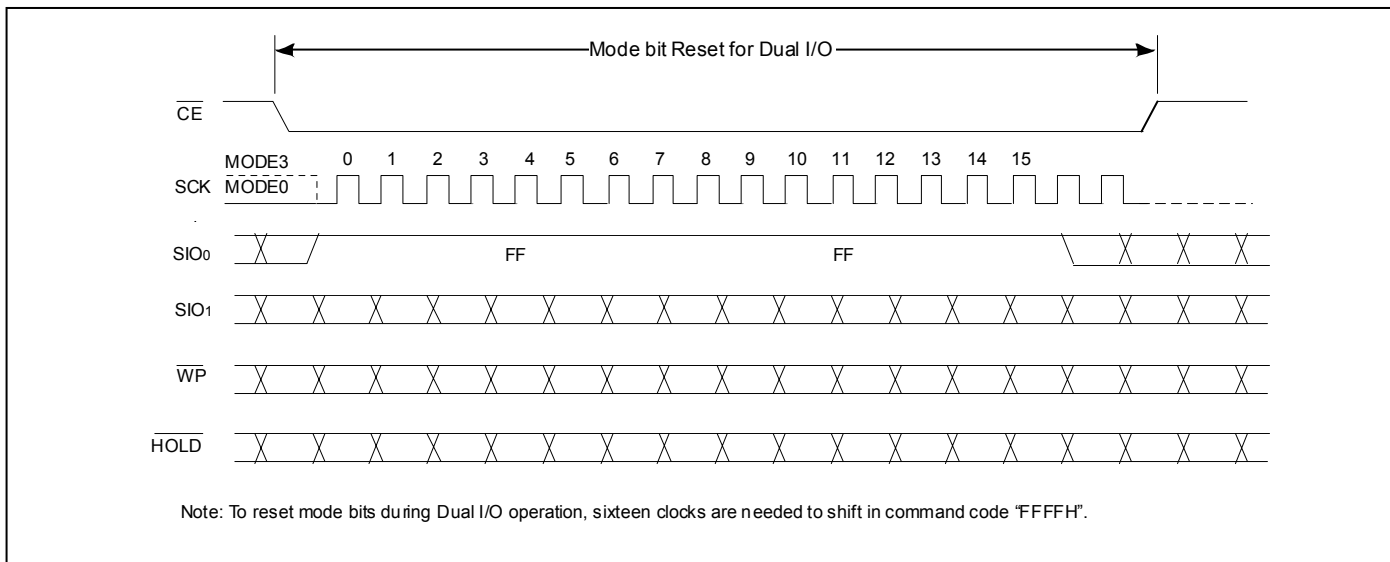 Mode bit Reset for Dual I/O
CE
MODE3 0 1 2 3 4 5 6 7 8 9 10 11 12 13 14 15
SCK MODE0
SIO0 FF FF
SIO1
WP
HOLD
Note: To reset mode bits during Dual I/O operation, sixteen clocks are needed to shift in command code “FFFFH”.